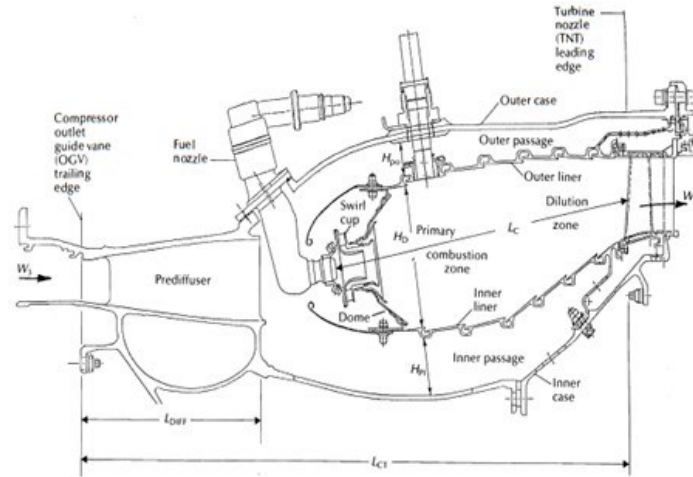 Turbine
nozzle
(TNT)
leading
edge
Compressor
outlet
guide vane
(OGV)
trailing
edge
Fuel
nozzle
Outer case
Outer passage
H_PO
Outer
liner
Swirl
cup
H_D
Primary
combustion
zone
L_C
Dilution
zone
W_3
Prediffuser
Dome
Inner
liner
Inner passage
H_PI
Inner
case
L_DIFF
L_CT